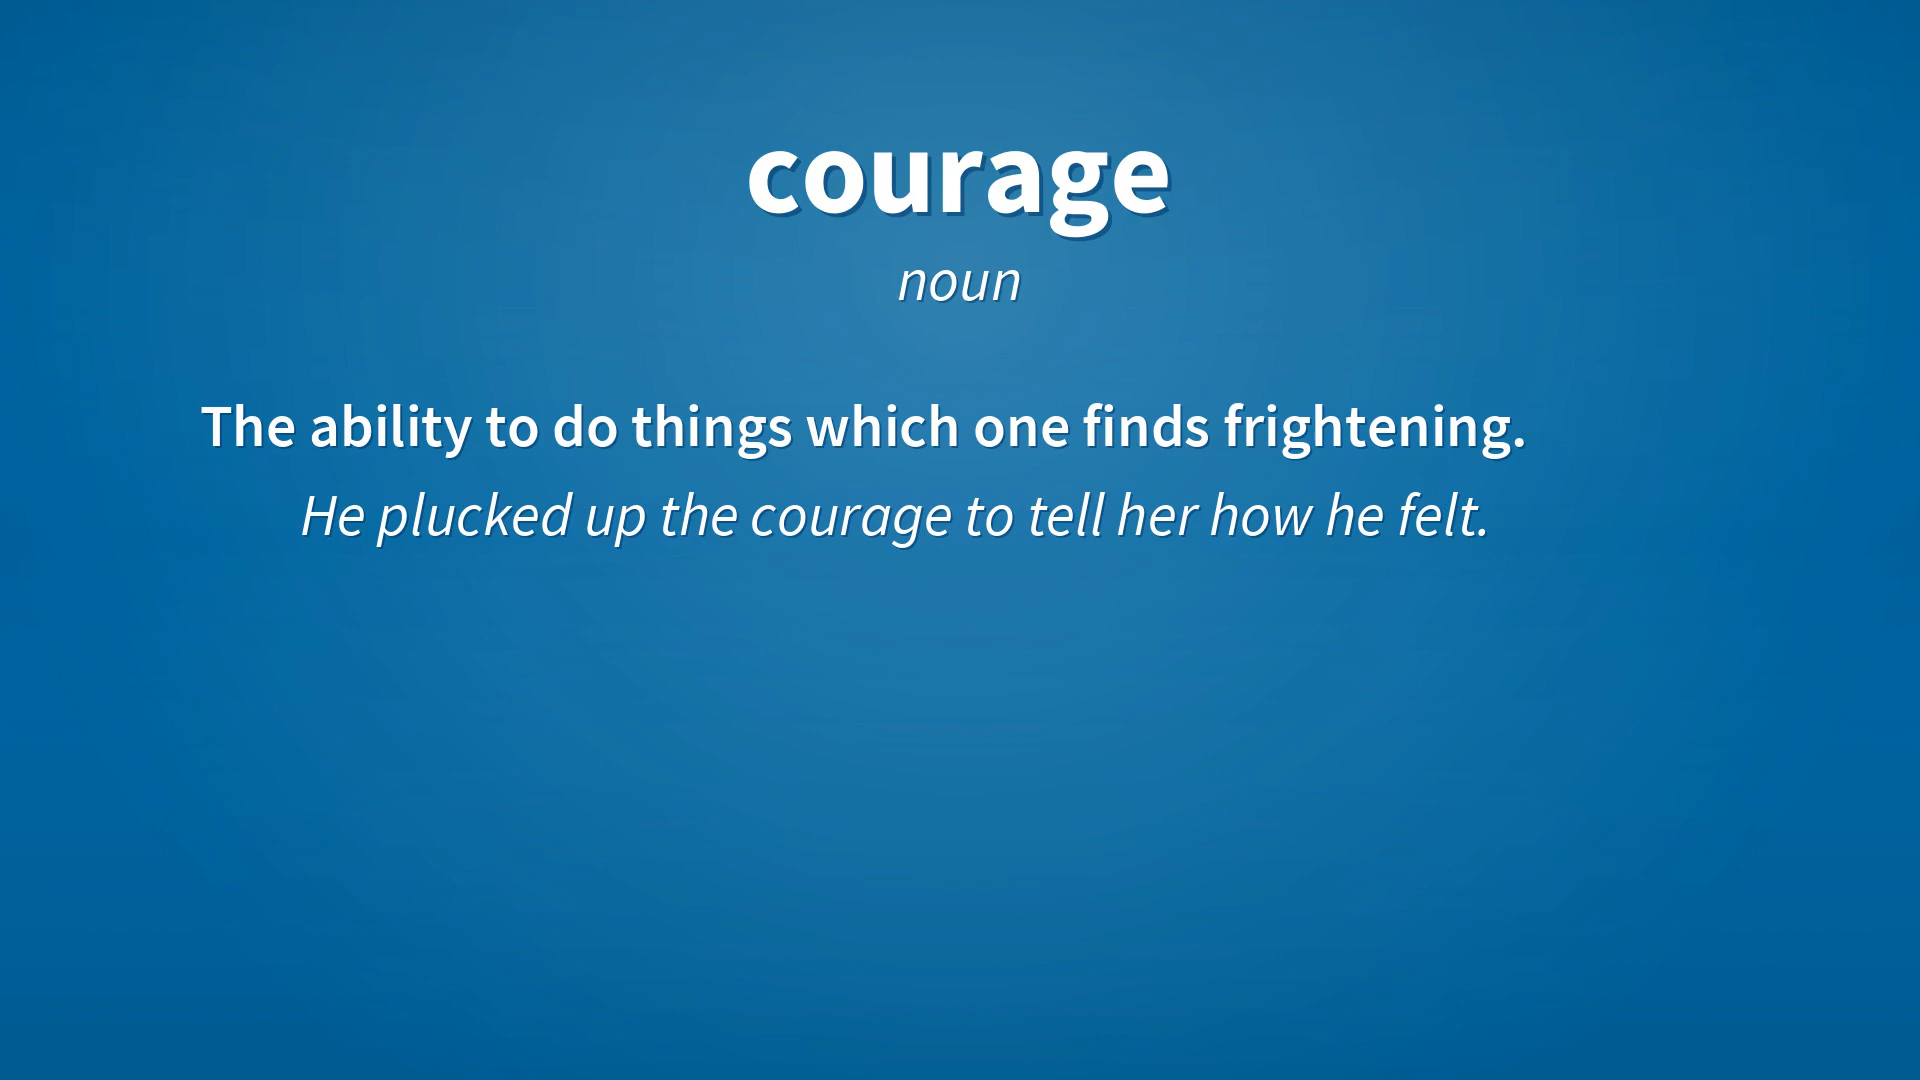 courage
noun
The ability to do things which one finds frightening.
He plucked up the courage to tell her how he felt.